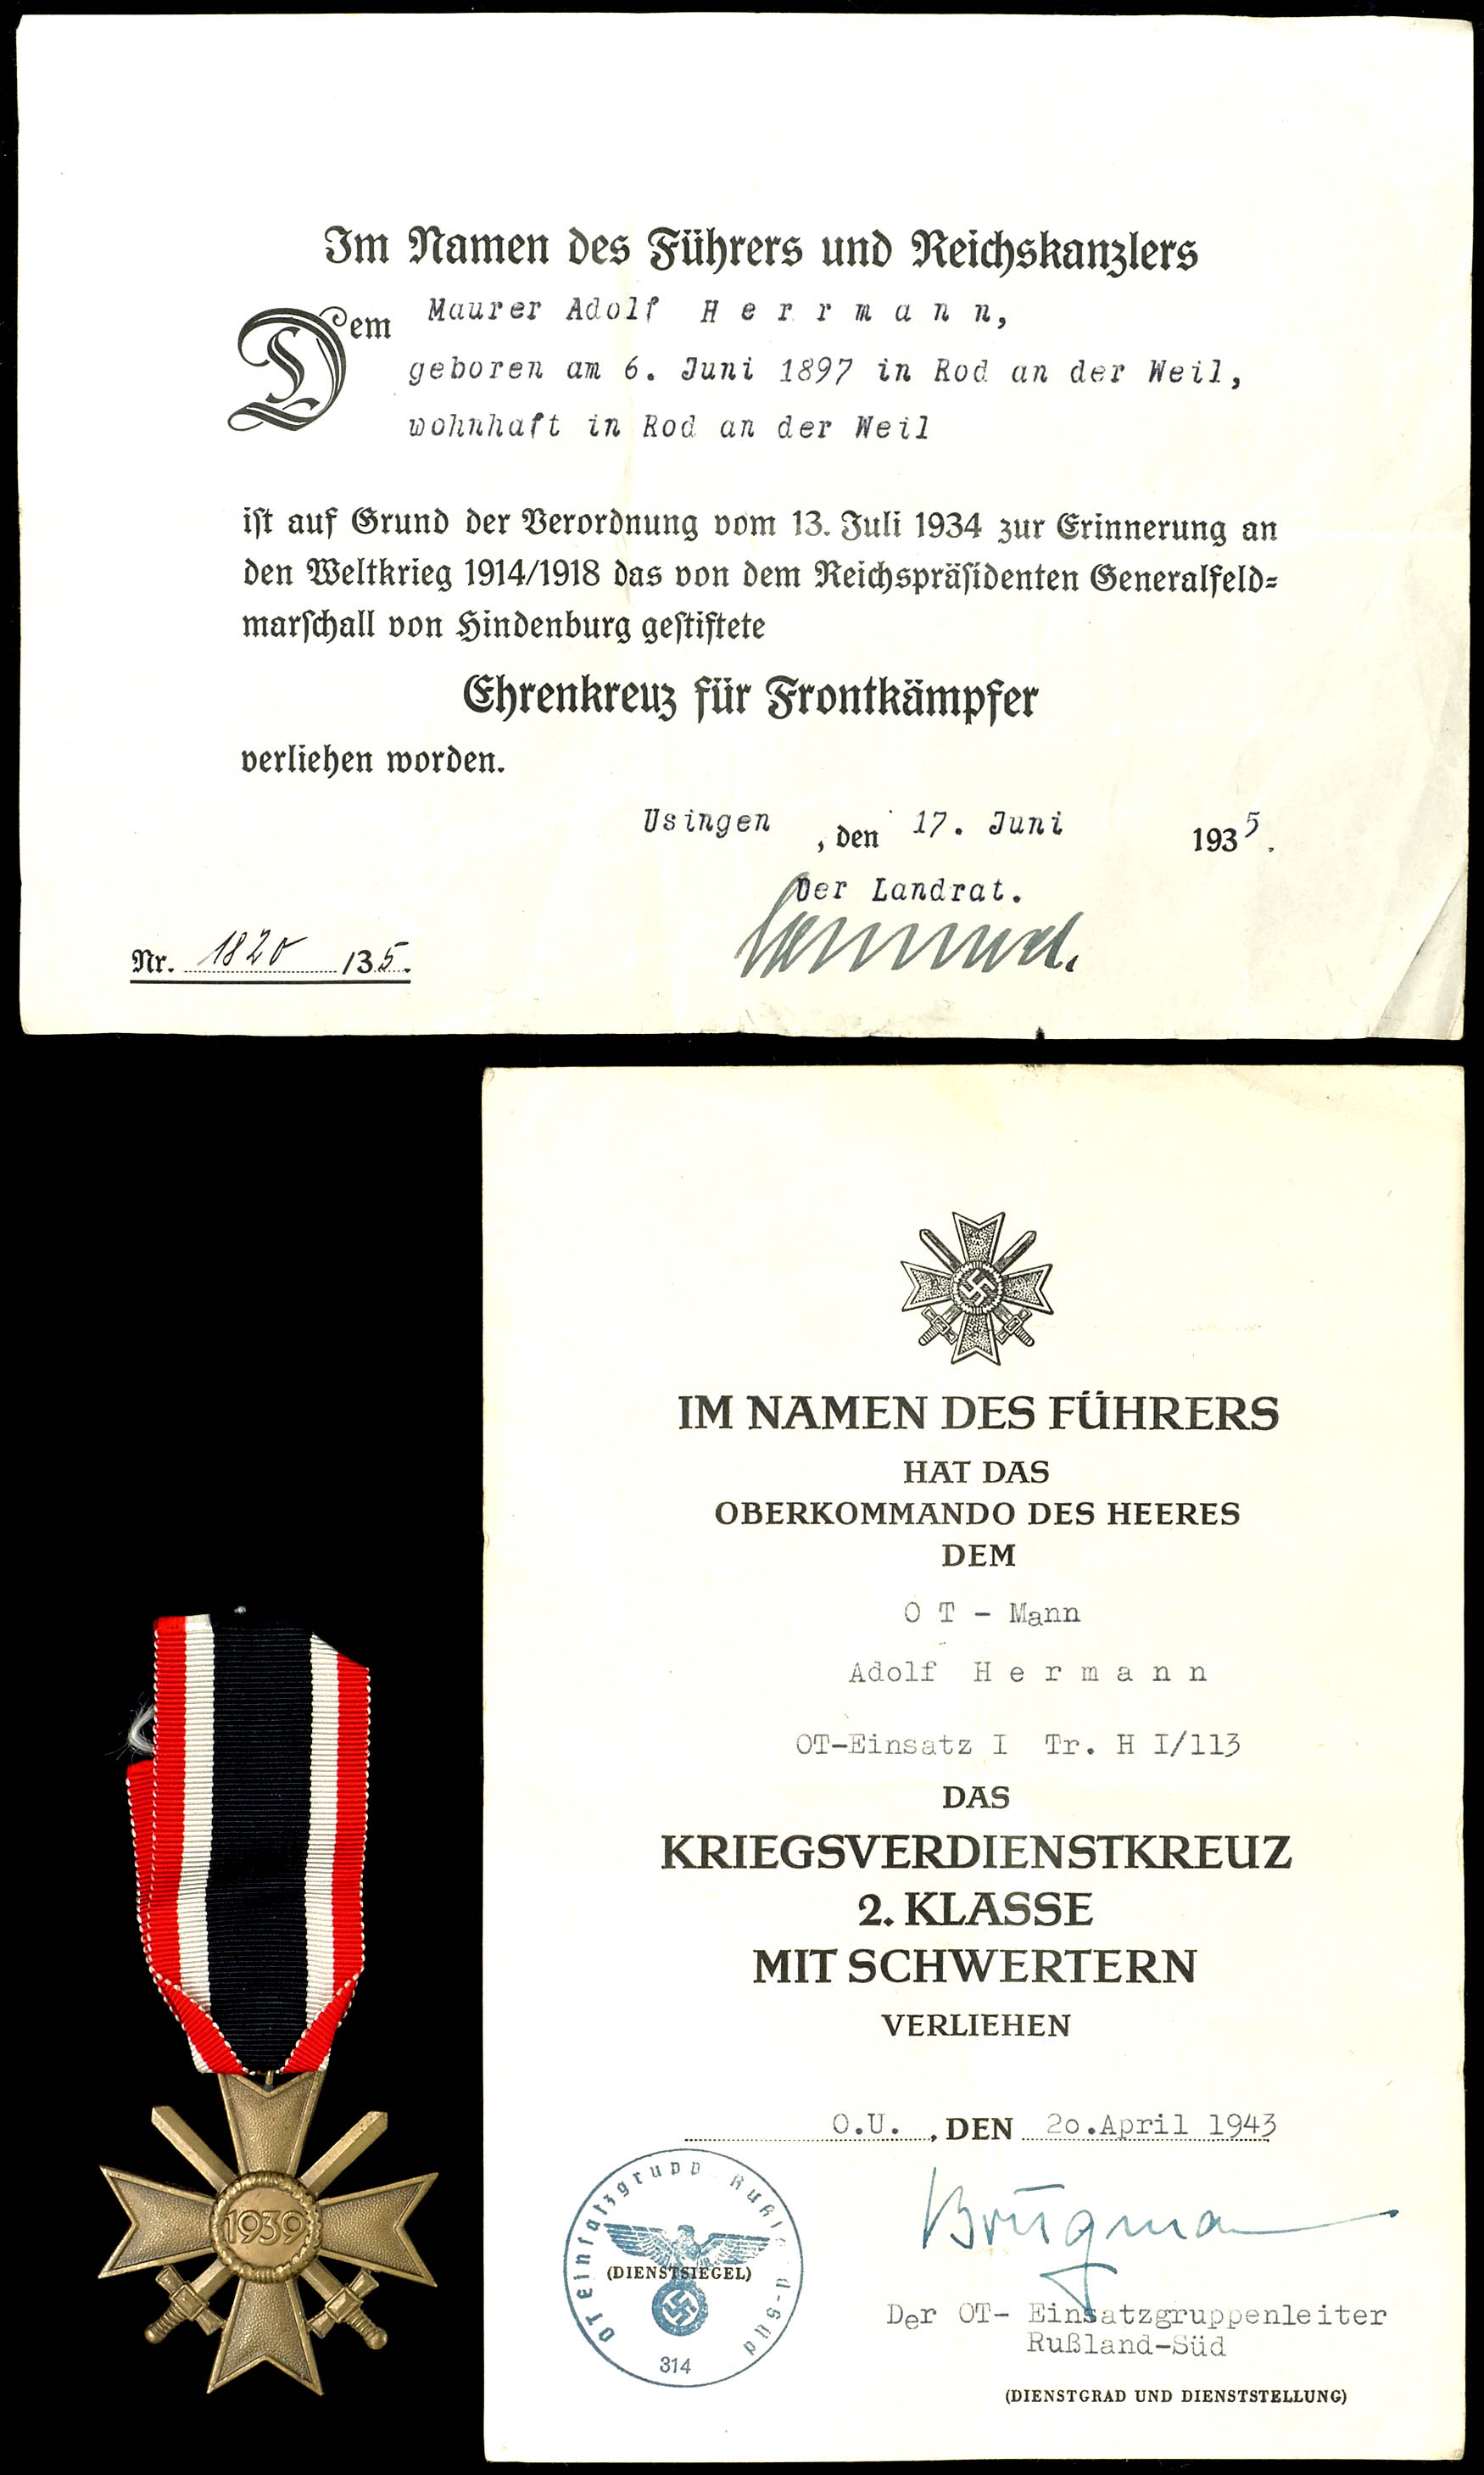 Im Namen des Führers und Reichskanzlers
Dem Maurer Adolf Herrmann,
geboren am 6. Juni 1897 in Rod an der Weil,
wohnhaft in Rod an der Weil
ist auf Grund der Verordnung vom 13. Juli 1934 zur Erinnerung an
den Weltkrieg 1914/1918 das von dem Reichspräsidenten Generalfeld-
marschall von Hindenburg gestiftete
Ehrenkreuz für Frontkämpfer
verliehen worden.
Usingen, den 17. Juni 1935.
Der Landrat.
Nr. 1820 /35.
IM NAMEN DES FÜHRERS
HAT DAS
OBERKOMMANDO DES HEERES
DEM
O T - Mann
Adolf Hermann
OT-Einsatz I Tr. H I/113
DAS
KRIEGSVERDIENSTKREUZ
2. KLASSE
MIT SCHWERTERN
VERLIEHEN
O.U., DEN 20.April 1943
OT Einsatzgrupp Rußl d-Süd
(DIENSTSIEGEL)
314
Brugmann
Der OT- Einsatzgruppenleiter
Rußland-Süd
(DIENSTGRAD UND DIENSTSTELLUNG)
1939